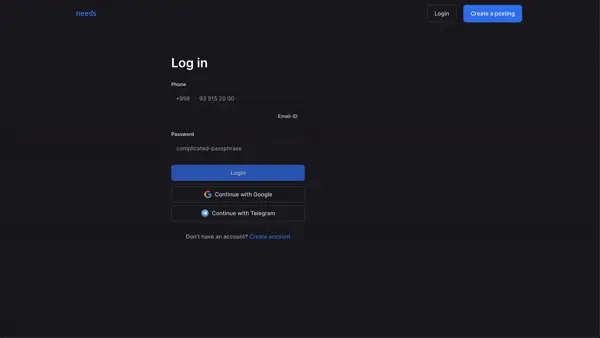 needs
Login
Create a posting
Log in
Phone
+998 93 915 20 00
Email-ID
Password
complicated-passphrase
Login
Continue with Google
Continue with Telegram
Don't have an account? Create account